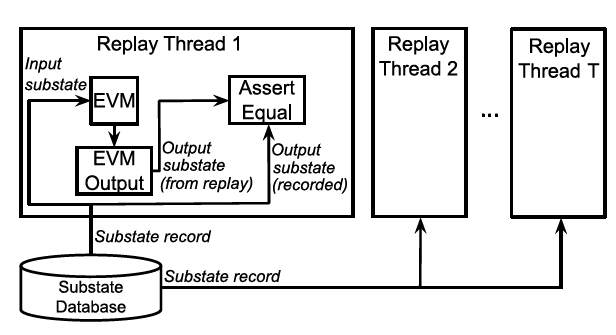 Replay Thread 1
Input
substate
EVM
EVM
Output
Output
substate
(from replay)
Assert
Equal
Output
substate
(recorded)
Replay
Thread 2
...
Replay
Thread T
Substate record
Substate record
Substate
Database